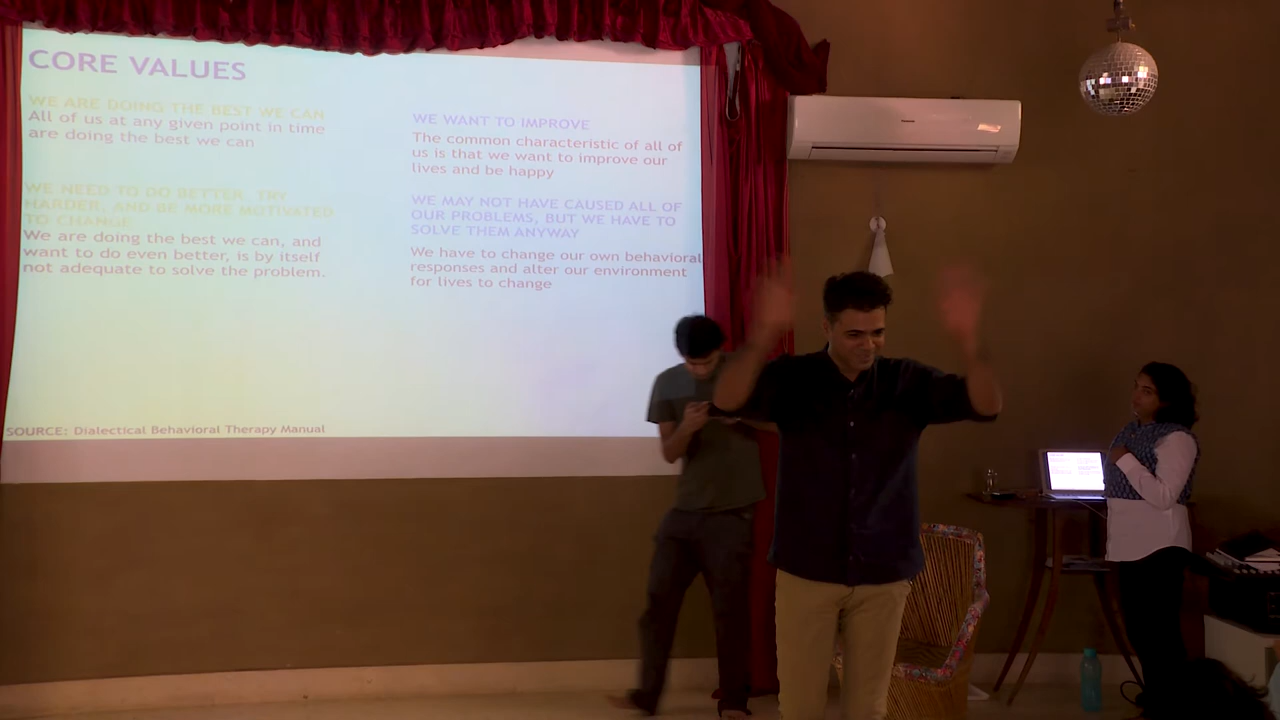 CORE VALUES
WE ARE DOING THE BEST WE CAN
All of us at any given point in time
are doing the best we can
WE NEED TO DO BETTER, TRY
HARDER, AND BE MORE MOTIVATED
TO CHANGE
We are doing the best we can, and
want to do even better, is by itself
not adequate to solve the problem.
WE WANT TO IMPROVE
The common characteristic of all of
us is that we want to improve our
lives and be happy
WE MAY NOT HAVE CAUSED ALL OF
OUR PROBLEMS, BUT WE HAVE TO
SOLVE THEM ANYWAY
We have to change our own behavioral
responses and alter our environment
for lives to change
SOURCE: Dialectical Behavioral Therapy Manual